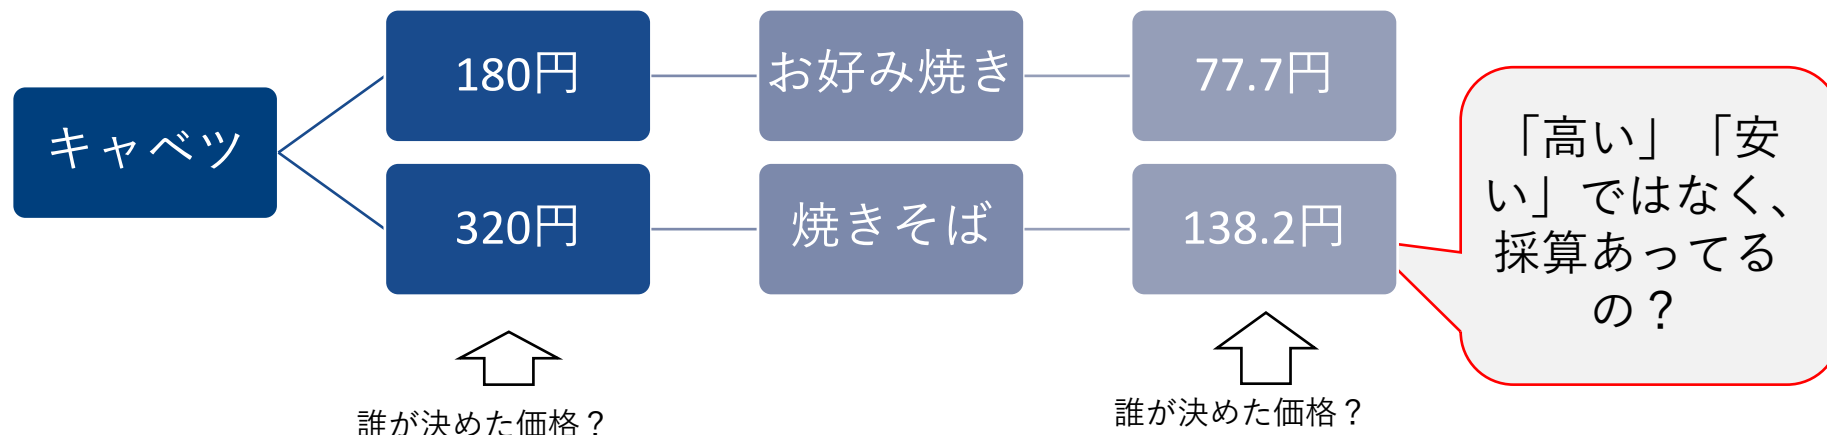 キャベツ
180円
お好み焼き
77.7円
320円
焼きそば
138.2円
「高い」「安
い」ではなく、
採算あってる
の？
誰が決めた価格？
誰が決めた価格？